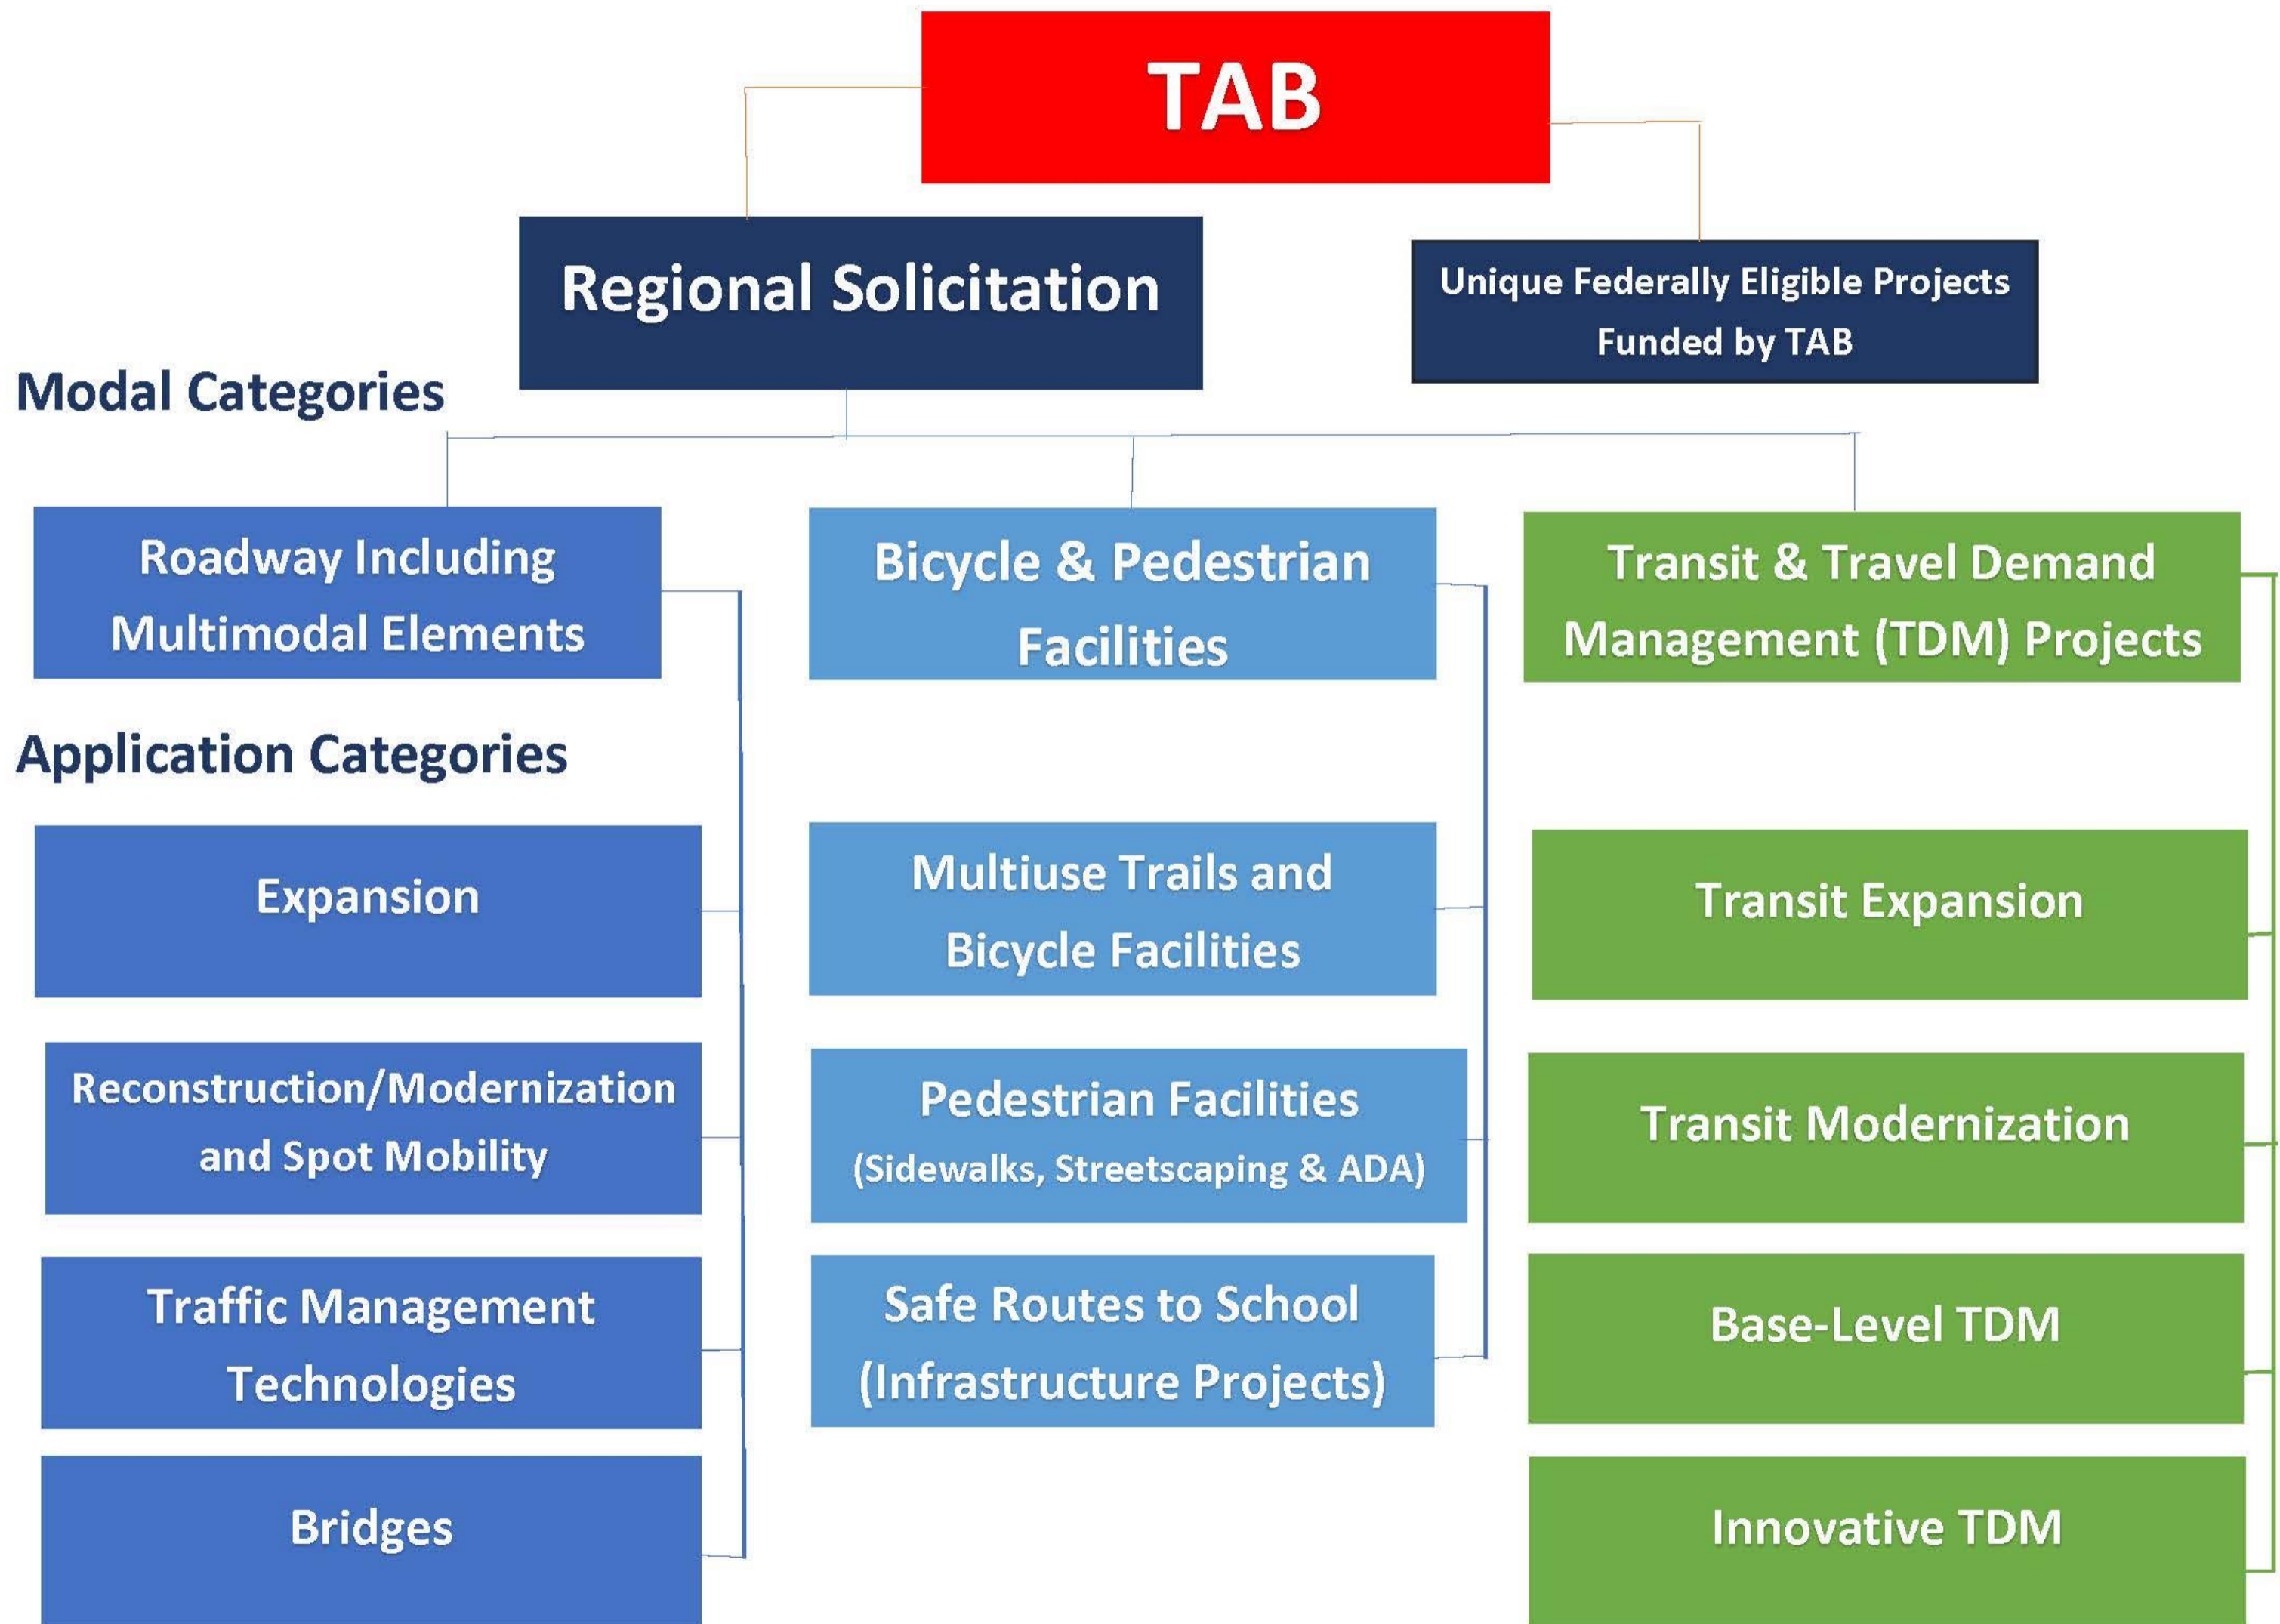 TAB
Regional Solicitation
Unique Federally Eligible Projects
Funded by TAB
Modal Categories
Roadway Including
Multimodal Elements
Bicycle & Pedestrian
Facilities
Transit & Travel Demand
Management (TDM) Projects
Application Categories
Expansion
Multiuse Trails and
Bicycle Facilities
Transit Expansion
Reconstruction/Modernization
and Spot Mobility
Pedestrian Facilities
(Sidewalks, Streetscaping & ADA)
Transit Modernization
Traffic Management
Technologies
Safe Routes to School
(Infrastructure Projects)
Base-Level TDM
Bridges
Innovative TDM